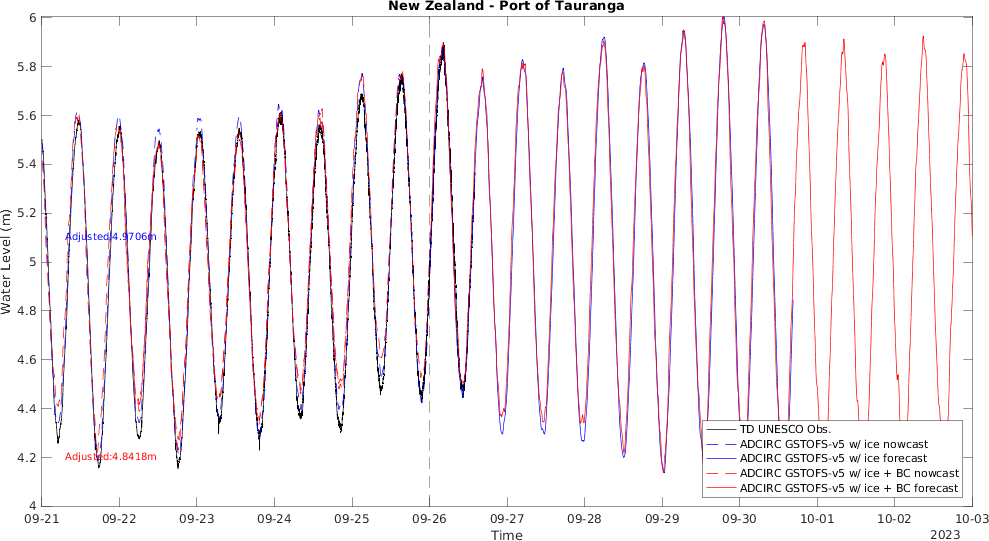 New Zealand - Port of Tauranga
Water Level (m)
6
5.8
5.6
5.4
5.2
5
4.8
4.6
4.4
4.2
4
Adjusted:4.9706m
Adjusted:4.8418m
TD UNESCO Obs.
ADCIRC GSTOFS-v5 w/ ice nowcast
ADCIRC GSTOFS-v5 w/ ice forecast
ADCIRC GSTOFS-v5 w/ ice + BC nowcast
ADCIRC GSTOFS-v5 w/ ice + BC forecast
09-21 09-22 09-23 09-24 09-25 09-26 09-27 09-28 09-29 09-30 10-01 10-02 10-03
Time
2023